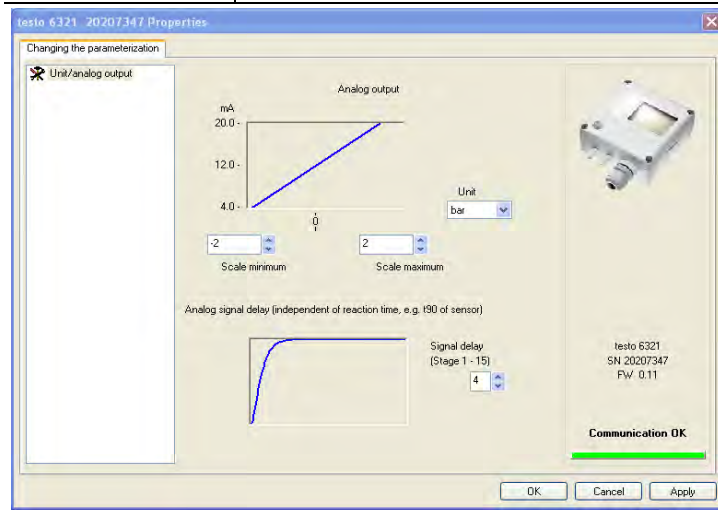 testo 6321 20207347 Properties
Changing the parameterization
Unit/analog output
Analog output
mA
20.0 -
12.0 -
4.0 -
0
Unit
bar
-2
2
Scale minimum
Scale maximum
Analog signal delay (independent of reaction time, e.g. t90 of sensor)
Signal delay
(Stage 1 - 15)
4
testo 6321
SN 20207347
FW 0.11
Communication OK
OK
Cancel
Apply